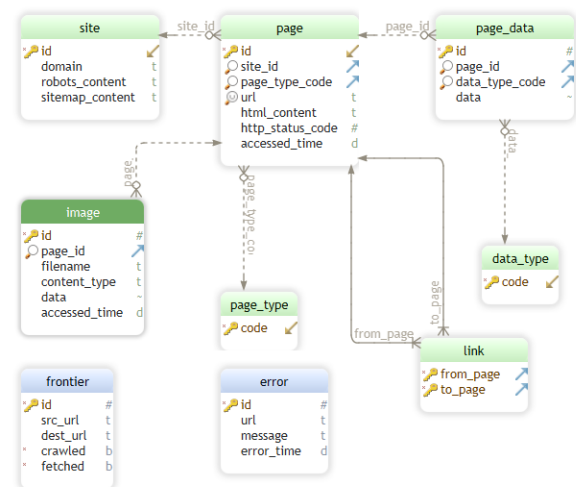 site
id
domain t
robots_content t
sitemap_content t
site_id
page
id
site_id
page_type_code
url t
html_content t
http_status_code #
accessed_time d
page_id
page_data
id #
page_id
data_type_code
data ~
page_
image
id #
page_id
filename t
content_type t
data ~
accessed_time d
page_type_co
data_
page_type
code
data_type
code
from_page
to_page
link
from_page
to_page
frontier
id #
src_url t
dest_url t
* crawled b
* fetched b
error
id #
url t
message t
error_time d